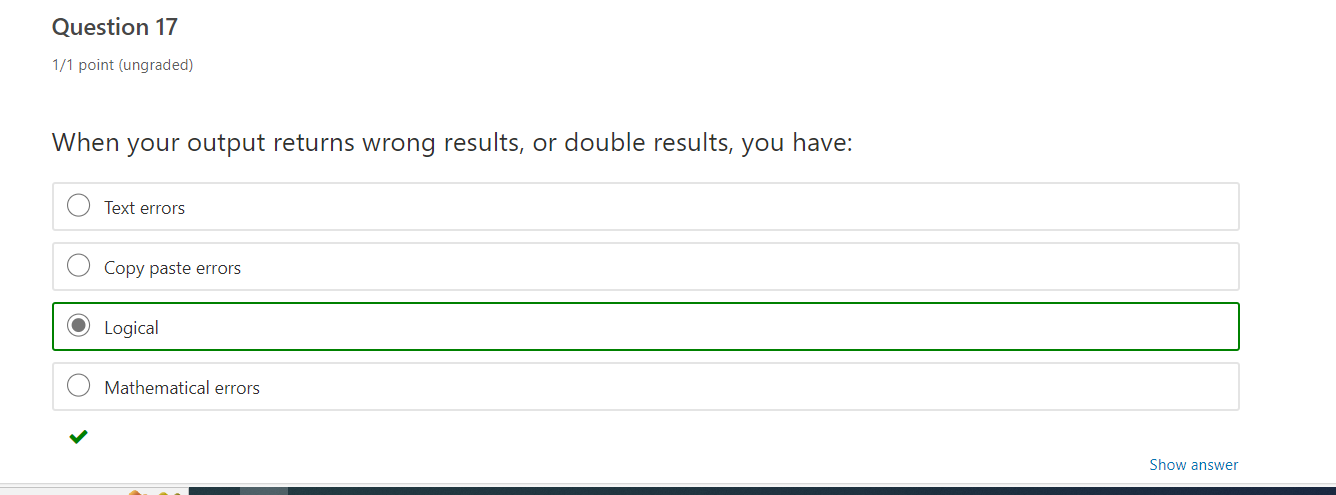 Question 17
1/1 point (ungraded)
When your output returns wrong results, or double results, you have:
Text errors
Copy paste errors
Logical
Mathematical errors
Show answer